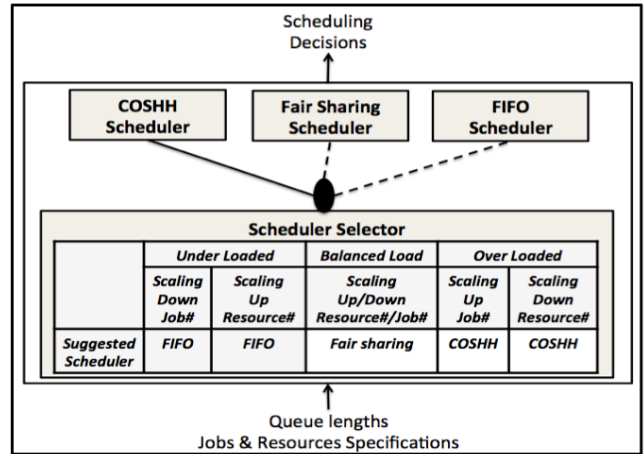 Scheduling
Decisions
COSHH
Scheduler
Fair Sharing
Scheduler
FIFO
Scheduler
Scheduler Selector
Under Loaded Balanced Load Over Loaded
Scaling Down Job# Scaling Up Resource# Scaling Up/Down Resource#/Job# Scaling Up Job# Scaling Down Resource#
Suggested Scheduler FIFO FIFO Fair sharing COSHH COSHH
Queue lengths
Jobs & Resources Specifications